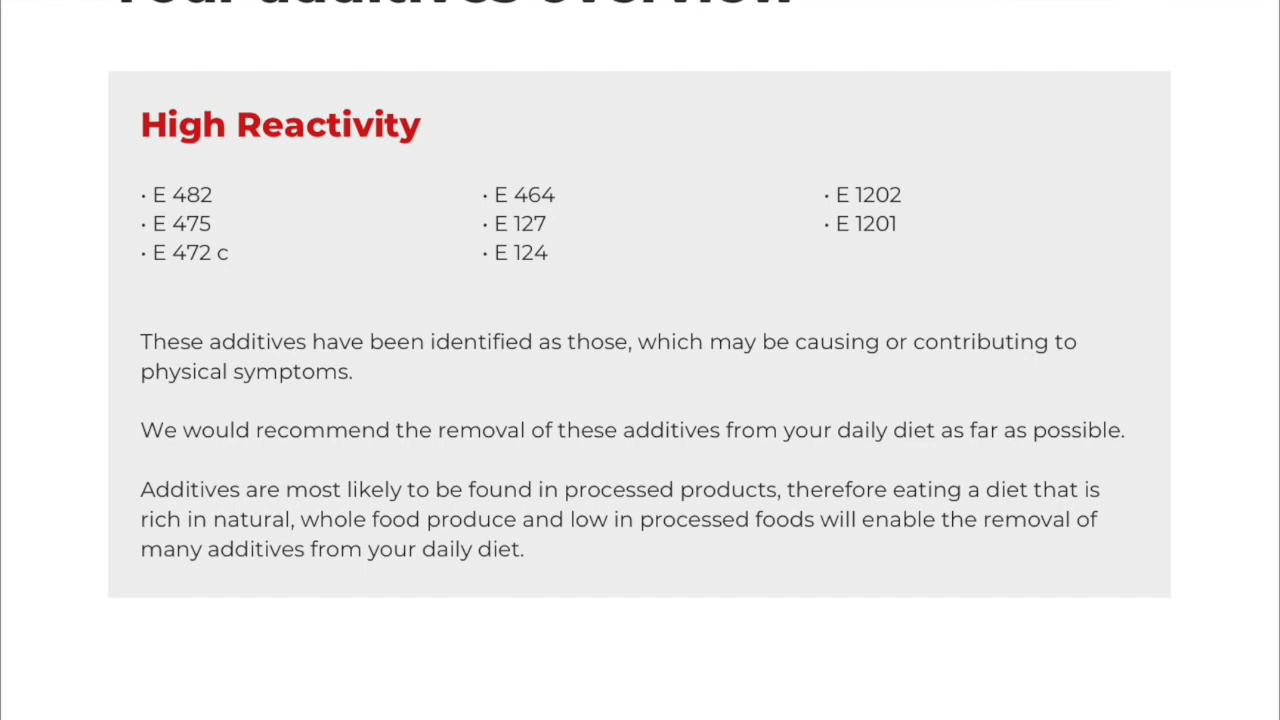 Your additives overview
High Reactivity
· E 482
· E 475
· E 472 c
· E 464
· E 127
· E 124
· E 1202
· E 1201
These additives have been identified as those, which may be causing or contributing to
physical symptoms.
We would recommend the removal of these additives from your daily diet as far as possible.
Additives are most likely to be found in processed products, therefore eating a diet that is
rich in natural, whole food produce and low in processed foods will enable the removal of
many additives from your daily diet.